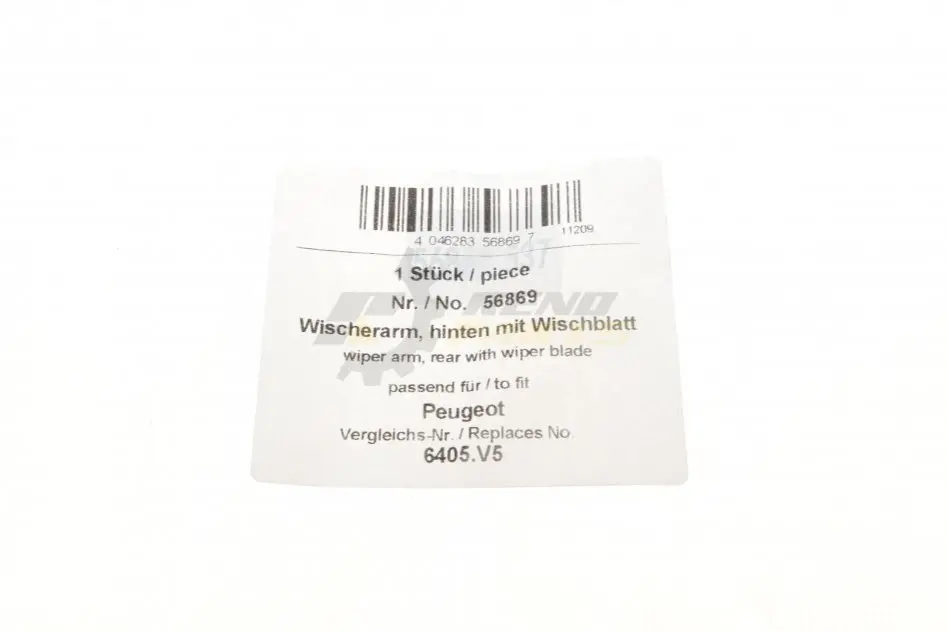 4 046283 56869 7 11209
1 Stück / piece
Nr. / No. 56869
Wischerarm, hinten mit Wischblatt
wiper arm, rear with wiper blade
passend für / to fit
Peugeot
Vergleichs-Nr. / Replaces No.
6405.V5